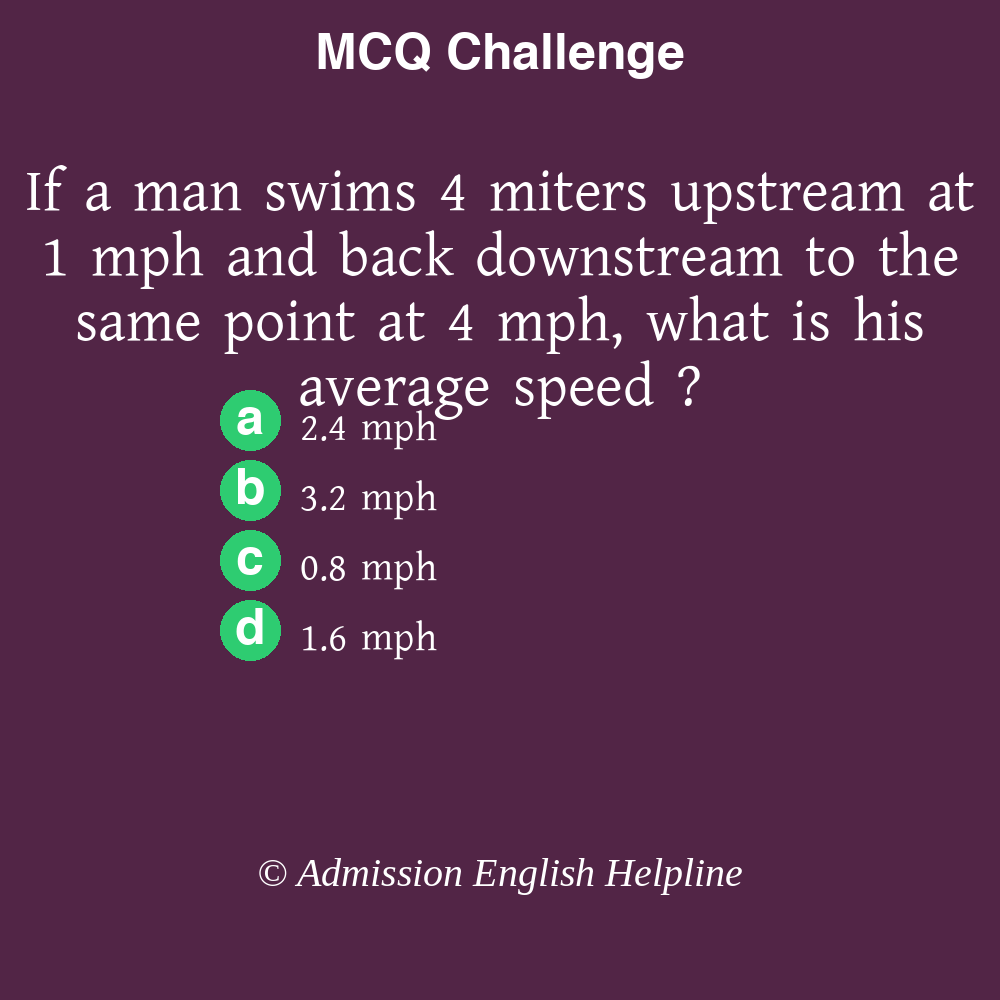 MCQ Challenge
If a man swims 4 miters upstream at
1 mph and back downstream to the
same point at 4 mph, what is his
average speed ?
a 2.4 mph
b 3.2 mph
c 0.8 mph
d 1.6 mph
© Admission English Helpline